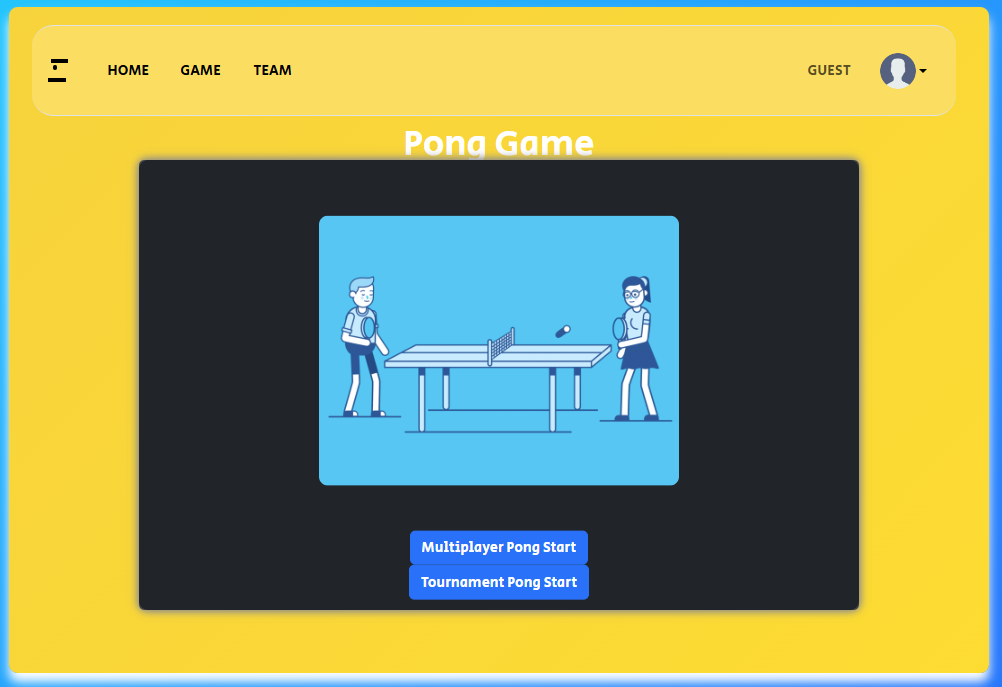 HOME GAME TEAM GUEST
Pong Game
Multiplayer Pong Start
Tournament Pong Start